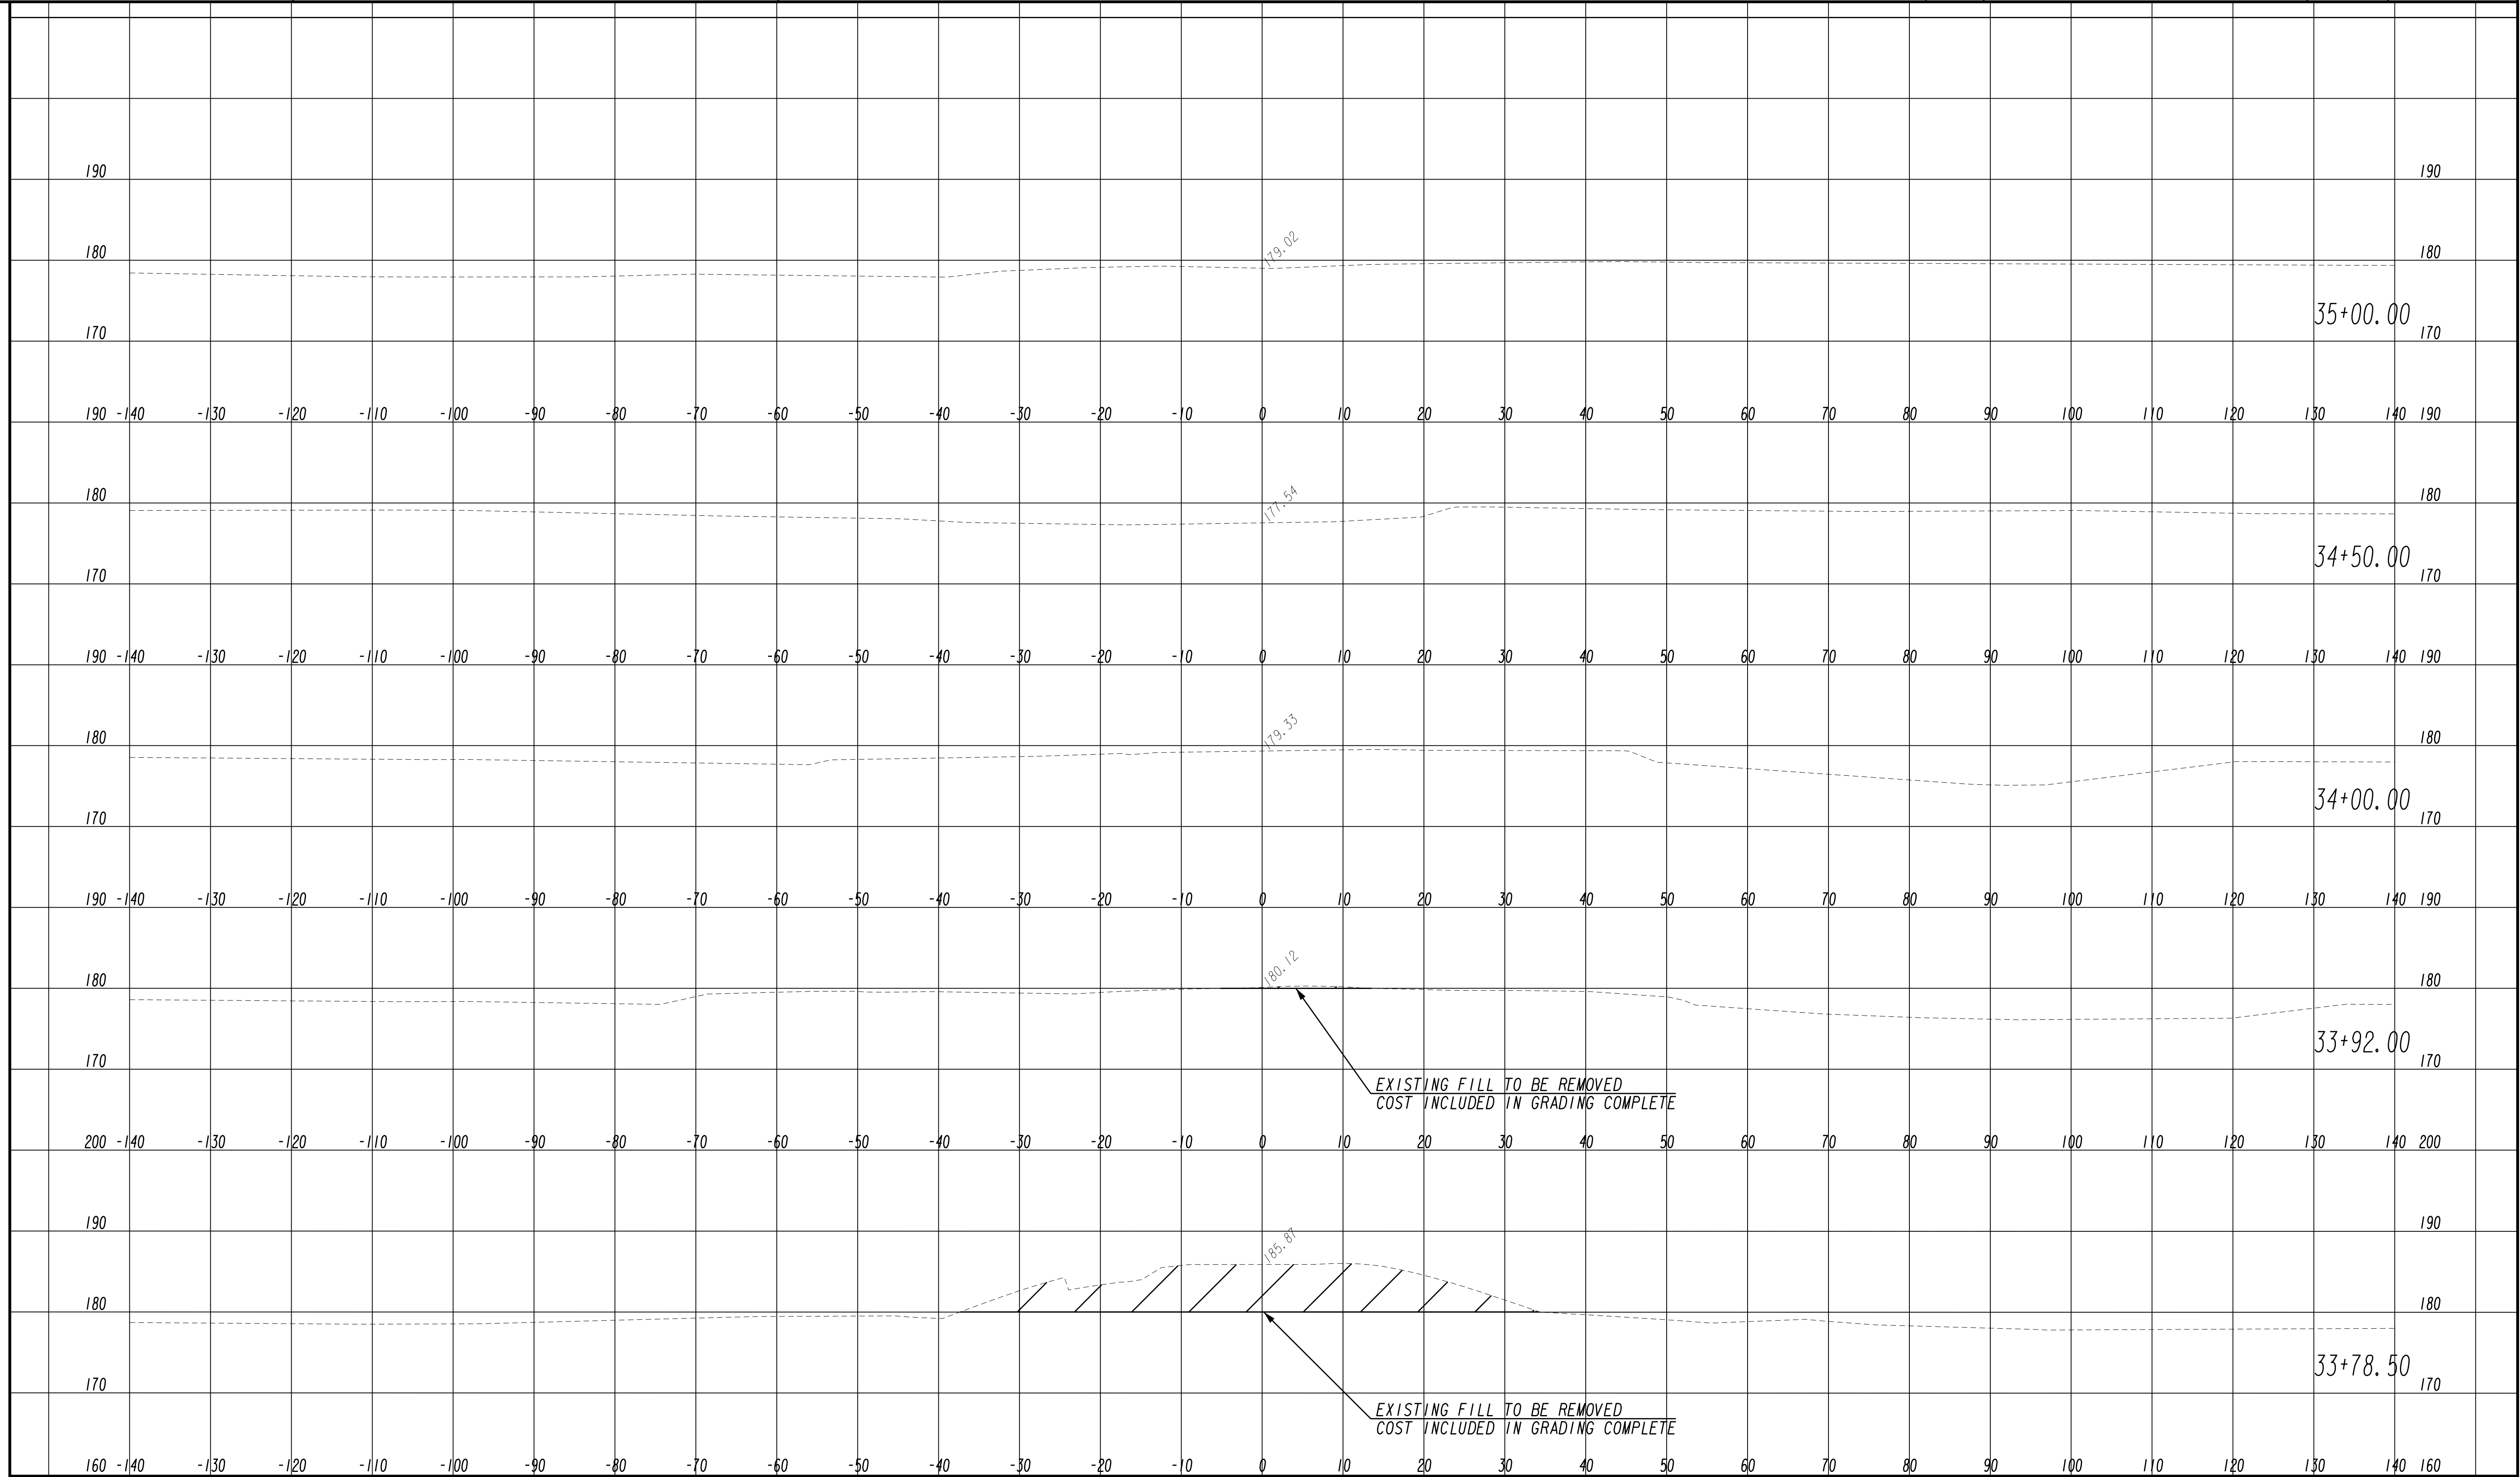 190 190
179.02
180 180
35+00.00
170 170
190 -140 -130 -120 -110 -100 -90 -80 -70 -60 -50 -40 -30 -20 -10 0 10 20 30 40 50 60 70 80 90 100 110 120 130 140 190
177.54
180 180
34+50.00
170 170
190 -140 -130 -120 -110 -100 -90 -80 -70 -60 -50 -40 -30 -20 -10 0 10 20 30 40 50 60 70 80 90 100 110 120 130 140 190
179.33
180 180
34+00.00
170 170
190 -140 -130 -120 -110 -100 -90 -80 -70 -60 -50 -40 -30 -20 -10 0 10 20 30 40 50 60 70 80 90 100 110 120 130 140 190
180.12
180 180
33+92.00
170 170
EXISTING FILL TO BE REMOVED
COST INCLUDED IN GRADING COMPLETE
200 -140 -130 -120 -110 -100 -90 -80 -70 -60 -50 -40 -30 -20 -10 0 10 20 30 40 50 60 70 80 90 100 110 120 130 140 200
190 190
185.87
180 180
33+78.50
170 170
EXISTING FILL TO BE REMOVED
COST INCLUDED IN GRADING COMPLETE
160 -140 -130 -120 -110 -100 -90 -80 -70 -60 -50 -40 -30 -20 -10 0 10 20 30 40 50 60 70 80 90 100 110 120 130 140 160